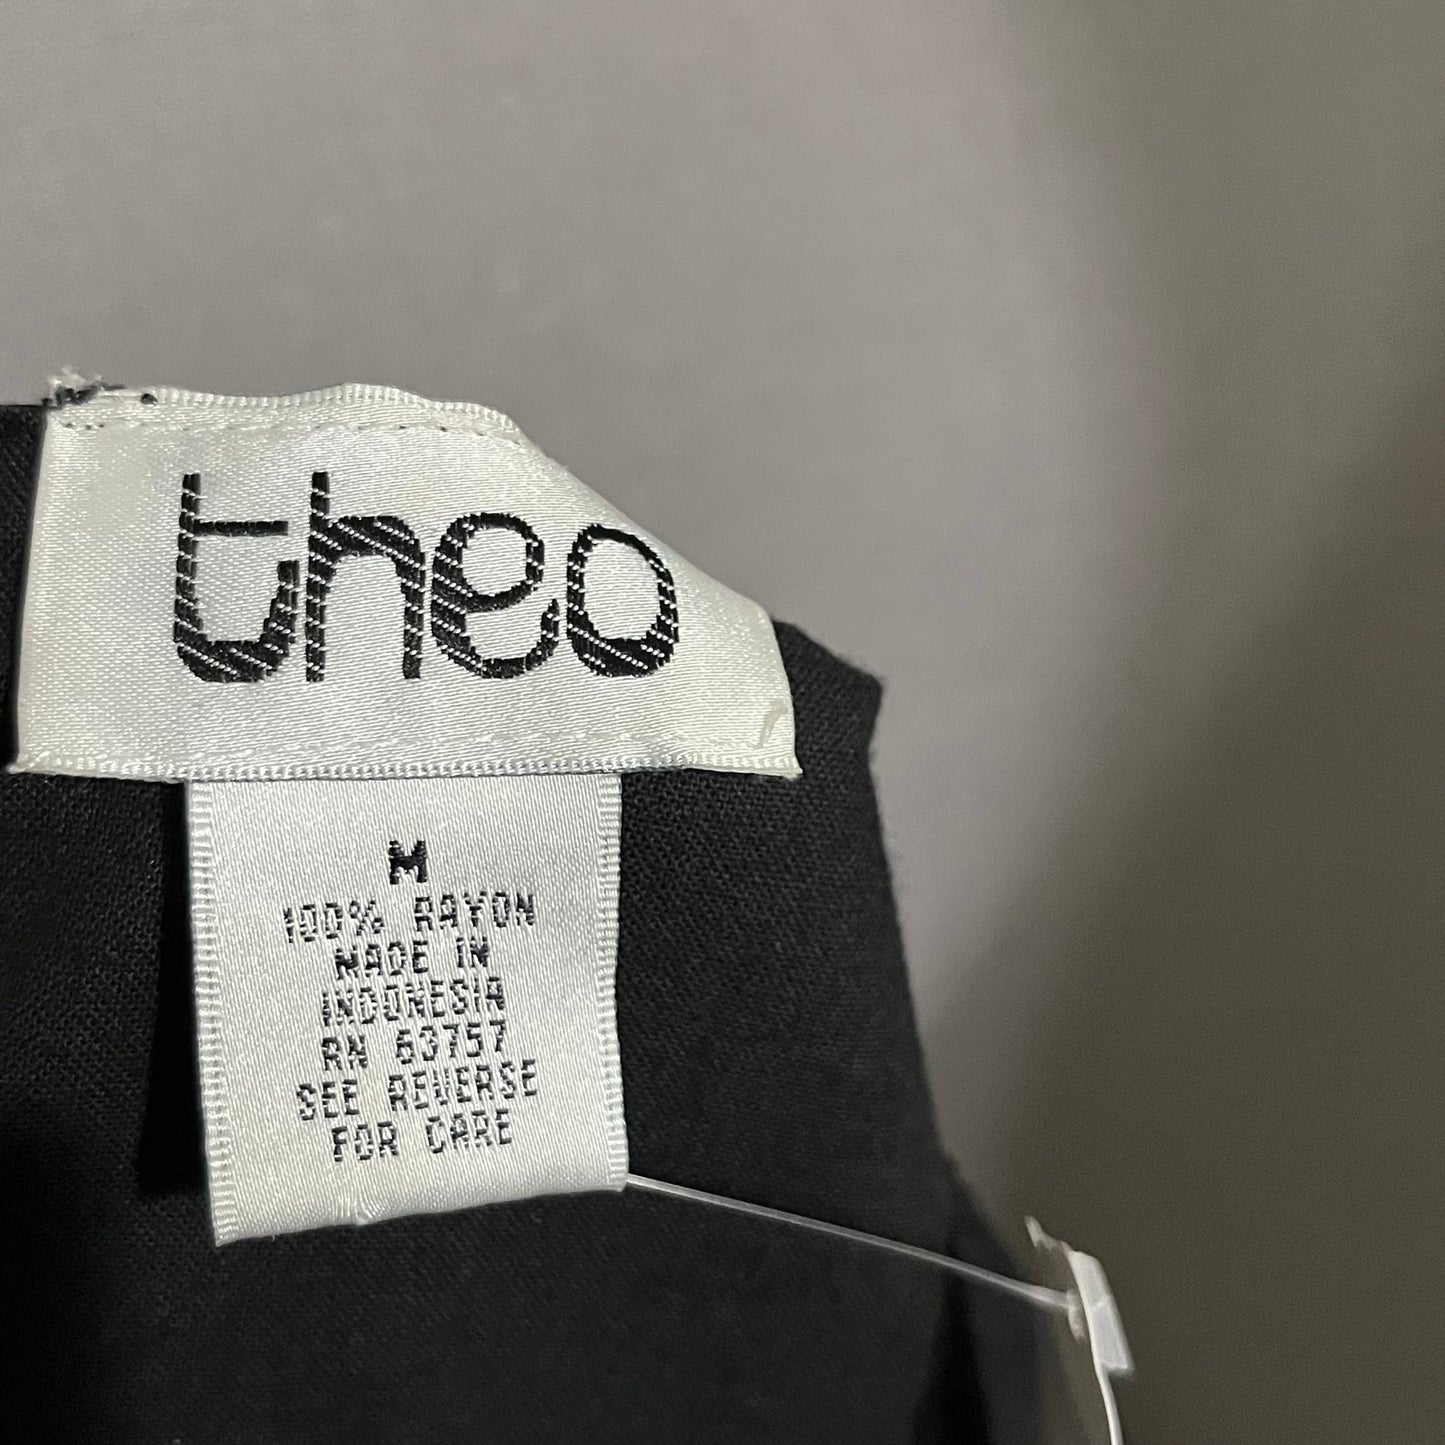 theo
M
100% RAYON
MADE IN
INDONESIA
RN 63757
SEE REVERSE
FOR CARE